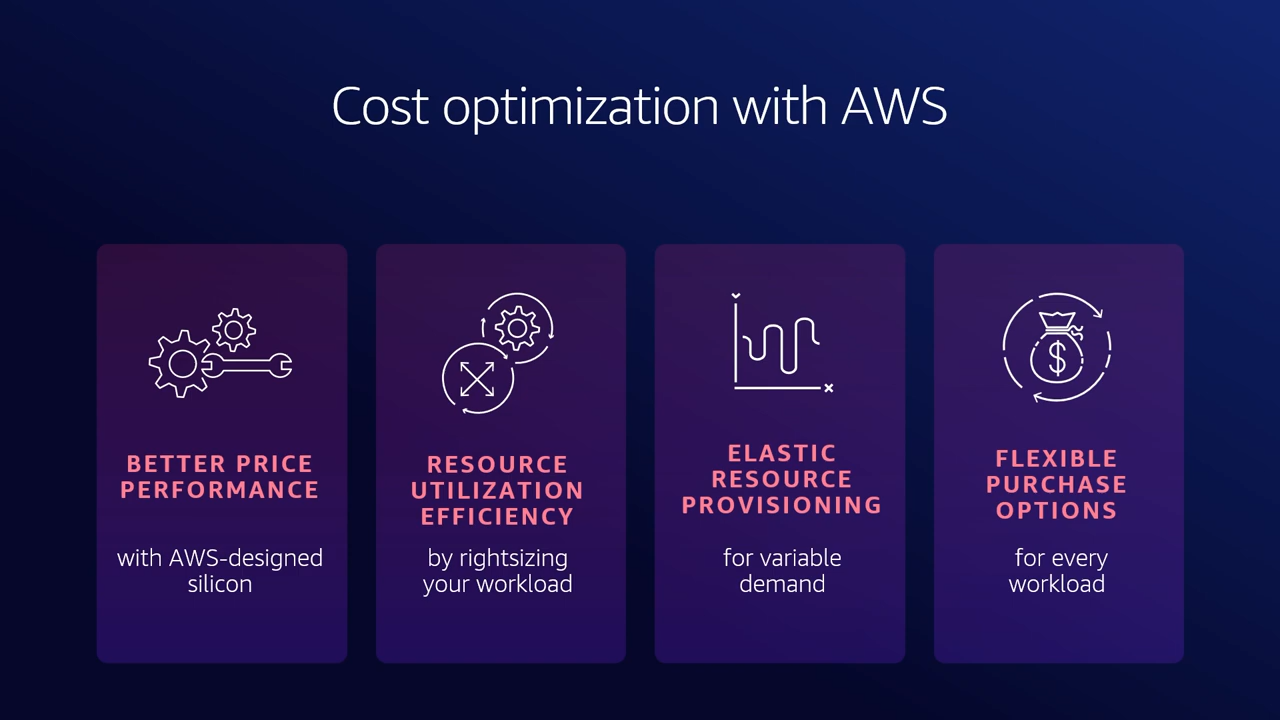 Cost optimization with AWS
BETTER PRICE
PERFORMANCE
with AWS-designed
silicon
RESOURCE
UTILIZATION
EFFICIENCY
by rightsizing
your workload
ELASTIC
RESOURCE
PROVISIONING
for variable
demand
$
FLEXIBLE
PURCHASE
OPTIONS
for every
workload